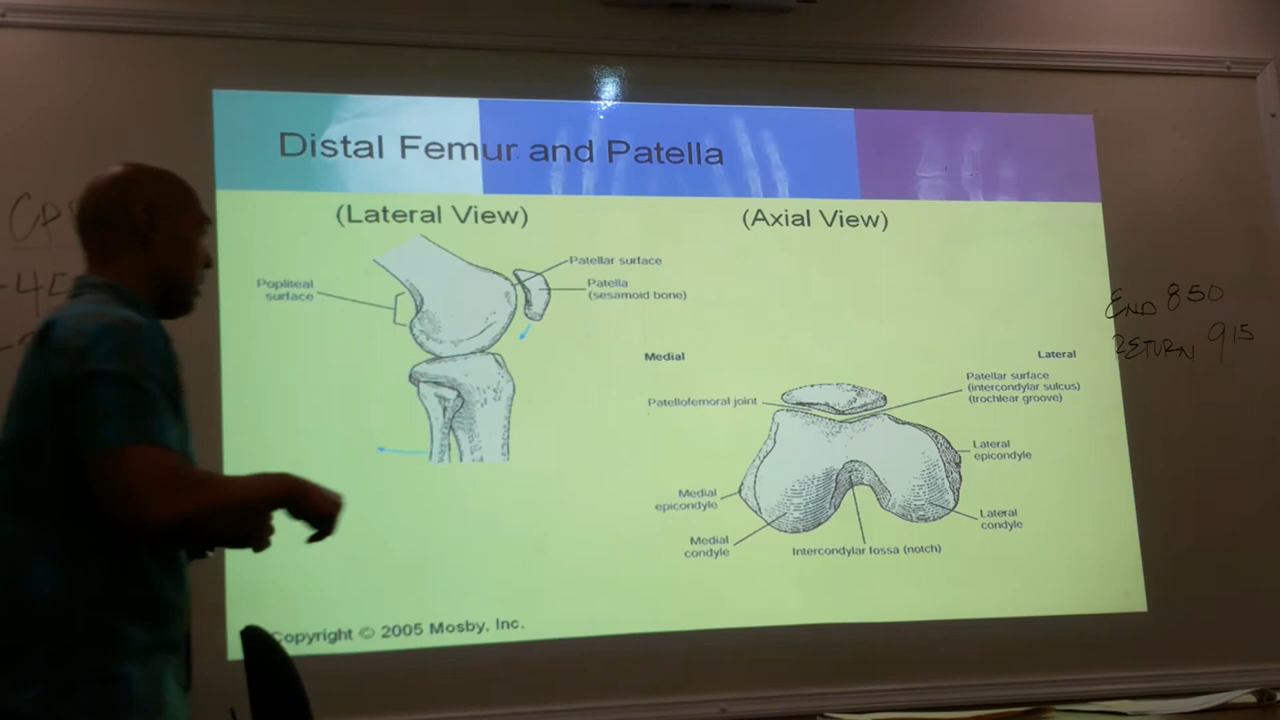 Distal Femur and Patella
(Lateral View)
(Axial View)
Patellar surface
Popliteal
surface
Patella
(sesamoid bone)
Medial
Lateral
Patellofemoral joint
Patellar surface
(intercondylar sulcus)
(trochlear groove)
Lateral
epicondyle
Medial
epicondyle
Lateral
condyle
Medial
condyle
Intercondylar fossa (notch)
Copyright © 2005 Mosby, Inc.
END 850
RETURN 915